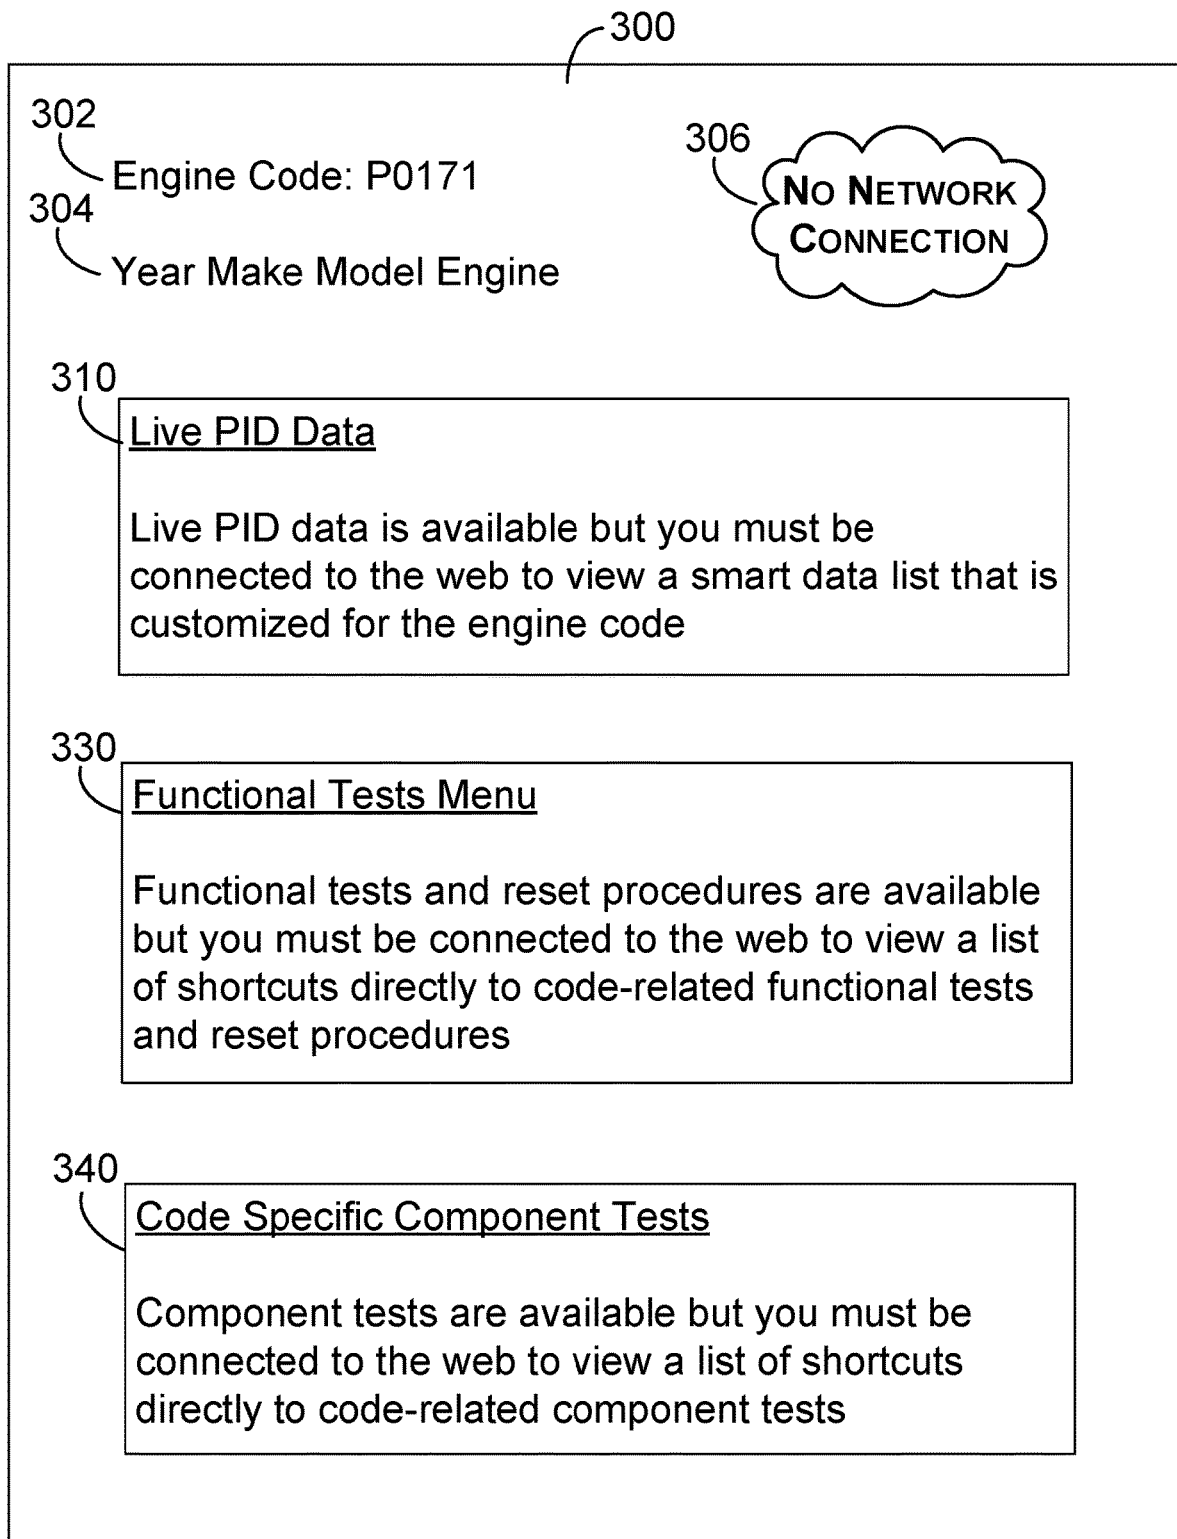 300
302
Engine Code: P0171
304
Year Make Model Engine
306
NO NETWORK
CONNECTION
310
Live PID Data
Live PID data is available but you must be
connected to the web to view a smart data list that is
customized for the engine code
330
Functional Tests Menu
Functional tests and reset procedures are available
but you must be connected to the web to view a list
of shortcuts directly to code-related functional tests
and reset procedures
340
Code Specific Component Tests
Component tests are available but you must be
connected to the web to view a list of shortcuts
directly to code-related component tests